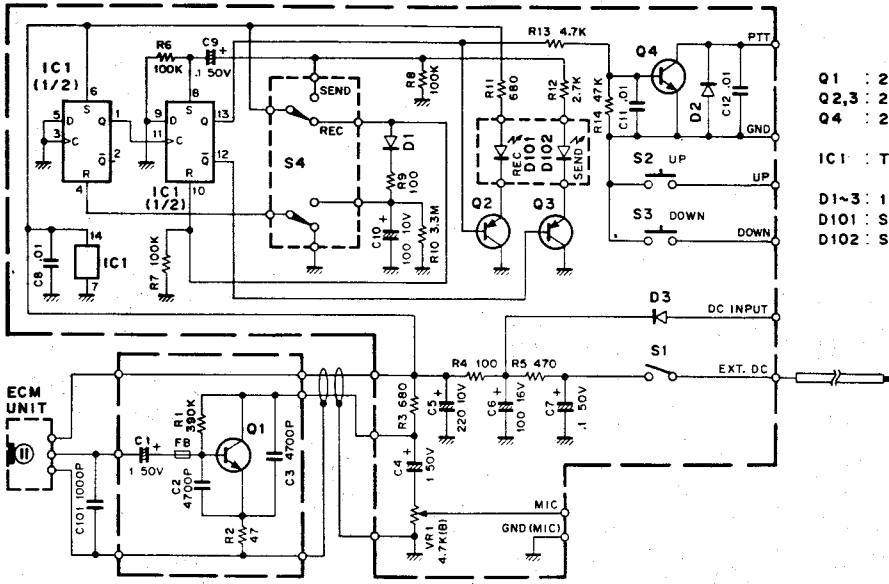 R13 4.7K
Q4
PTT
IC1
(1/2)
R6
100K
C9
+
.1 50V
R8
100K
R11
680
R12
2.7K
R14 47K
C11 .01
D2
C12 .01
GND
6
S
5 D Q 1
3 C
Q̅ 2
R
4
8
S
9 D Q 13
11 C
Q̅ 12
R
10
IC1
(1/2)
SEND
REC
S4
D1
R9
100
C10
100 10V
+
R10 3.3M
REC
D101
D102
SEND
Q2
Q3
S2 UP
UP
S3 DOWN
DOWN
14
IC1
7
C8 .01
R7 100K
D3
DC INPUT
S1
EXT. DC
R4 100
R5 470
R3 680
C5
220 10V
+
C6
100 16V
+
C7
.1 50V
+
C4
1 50V
+
VR1
4.7K(B)
MIC
GND(MIC)
ECM
UNIT
C101 1000P
C1
+
1 50V
FB
R1
390K
Q1
C2
4700P
C3 4700P
R2
47
Q1 : 2
Q2,3 : 2
Q4 : 2
IC1 : T
D1~3 : 1
D101 : S
D102 : S